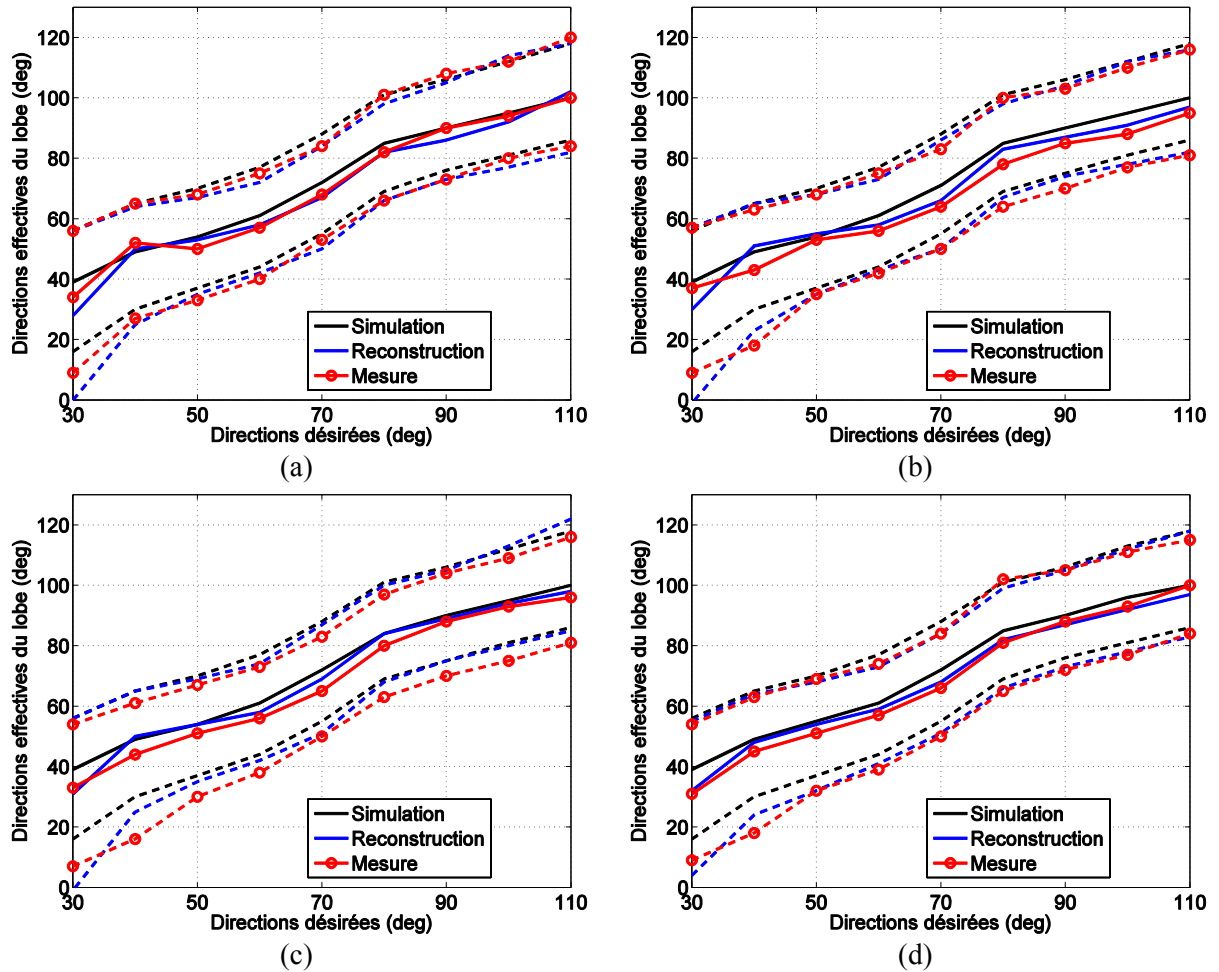 Directions effectives du lobe (deg)
120
100
80
60
40
20
0
30
50
70
90
110
Directions désirées (deg)
Simulation
Reconstruction
Mesure
(a)
Directions effectives du lobe (deg)
120
100
80
60
40
20
0
30
50
70
90
110
Directions désirées (deg)
Simulation
Reconstruction
Mesure
(b)
Directions effectives du lobe (deg)
120
100
80
60
40
20
0
30
50
70
90
110
Directions désirées (deg)
Simulation
Reconstruction
Mesure
(c)
Directions effectives du lobe (deg)
120
100
80
60
40
20
0
30
50
70
90
110
Directions désirées (deg)
Simulation
Reconstruction
Mesure
(d)